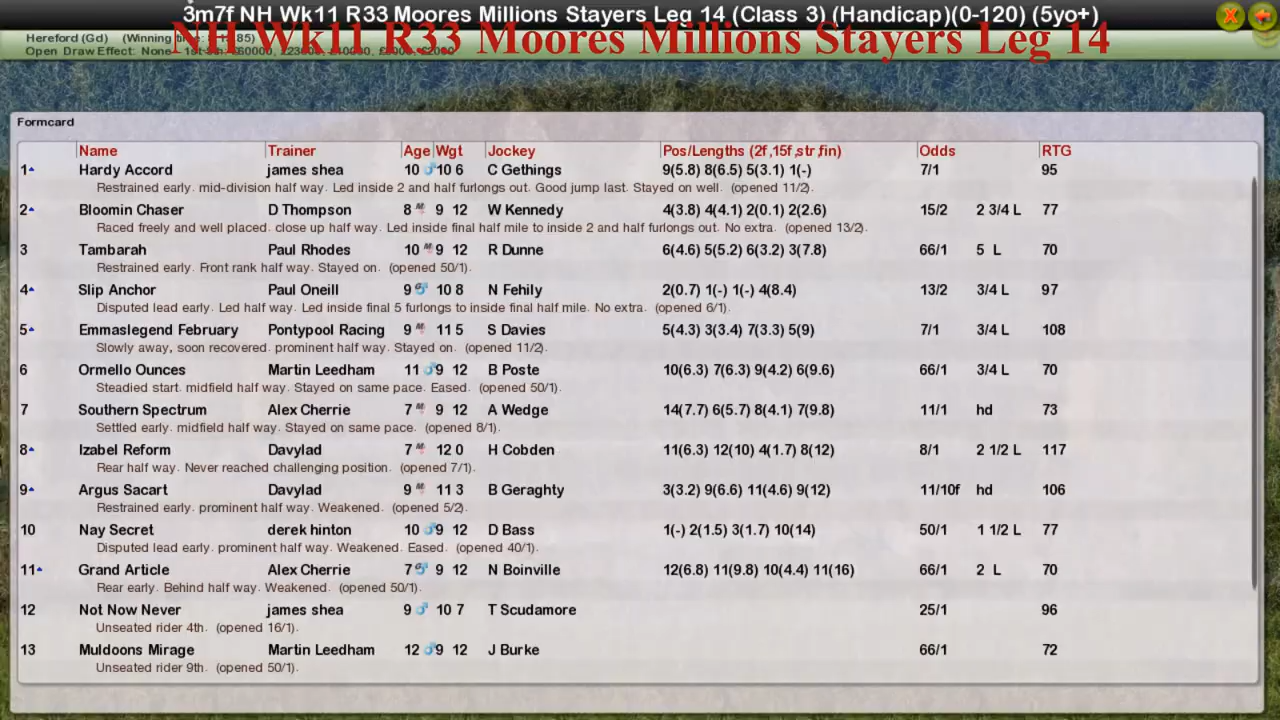 3m7f NH Wk11 R33 Moores Millions Stayers Leg 14 (Class 3) (Handicap)(0-120) (5yo+)
NH Wk11 R33 Moores Millions Stayers Leg 14
Hereford (Gd) (Winning
Open Draw Effect: None
Formcard
Name Trainer Age Wgt Jockey Pos/Lengths (2f,15f,str,fin) Odds RTG
1 Hardy Accord james shea 10 10 6 C Gethings 9(5.8) 8(6.5) 5(3.1) 1(-) 7/1 95
Restrained early. mid-division half way. Led inside 2 and half furlongs out. Good jump last. Stayed on well. (opened 11/2).
2 Bloomin Chaser D Thompson 8 9 12 W Kennedy 4(3.8) 4(4.1) 2(0.1) 2(2.6) 15/2 2 3/4 L 77
Raced freely and well placed. close up half way. Led inside final half mile to inside 2 and half furlongs out. No extra. (opened 13/2).
3 Tambarah Paul Rhodes 10 9 12 R Dunne 6(4.6) 5(5.2) 6(3.2) 3(7.8) 66/1 5 L 70
Restrained early. Front rank half way. Stayed on. (opened 50/1).
4 Slip Anchor Paul Oneill 9 10 8 N Fehily 2(0.7) 1(-) 1(-) 4(8.4) 13/2 3/4 L 97
Disputed lead early. Led half way. Led inside final 5 furlongs to inside final half mile. No extra. (opened 6/1).
5 Emmaslegend February Pontypool Racing 9 11 5 S Davies 5(4.3) 3(3.4) 7(3.3) 5(9) 7/1 3/4 L 108
Slowly away, soon recovered. prominent half way. Stayed on. (opened 11/2).
6 Ormello Ounces Martin Leedham 11 9 12 B Poste 10(6.3) 7(6.3) 9(4.2) 6(9.6) 66/1 3/4 L 70
Steadied start. midfield half way. Stayed on same pace. Eased. (opened 50/1).
7 Southern Spectrum Alex Cherrie 7 9 12 A Wedge 14(7.7) 6(5.7) 8(4.1) 7(9.8) 11/1 hd 73
Settled early. midfield half way. Stayed on same pace. (opened 8/1).
8 Izabel Reform Davylad 7 12 0 H Cobden 11(6.3) 12(10) 4(1.7) 8(12) 8/1 2 1/2 L 117
Rear half way. Never reached challenging position. (opened 7/1).
9 Argus Sacart Davylad 9 11 3 B Geraghty 3(3.2) 9(6.6) 11(4.6) 9(12) 11/10f hd 106
Restrained early. prominent half way. Weakened. (opened 5/2).
10 Nay Secret derek hinton 10 9 12 D Bass 1(-) 2(1.5) 3(1.7) 10(14) 50/1 1 1/2 L 77
Disputed lead early. prominent half way. Weakened. Eased. (opened 40/1).
11 Grand Article Alex Cherrie 7 9 12 N Boinville 12(6.8) 11(9.8) 10(4.4) 11(16) 66/1 2 L 70
Rear early. Behind half way. Weakened. (opened 50/1).
12 Not Now Never james shea 9 10 7 T Scudamore 25/1 96
Unseated rider 4th. (opened 16/1).
13 Muldoons Mirage Martin Leedham 12 9 12 J Burke 66/1 72
Unseated rider 9th. (opened 50/1).